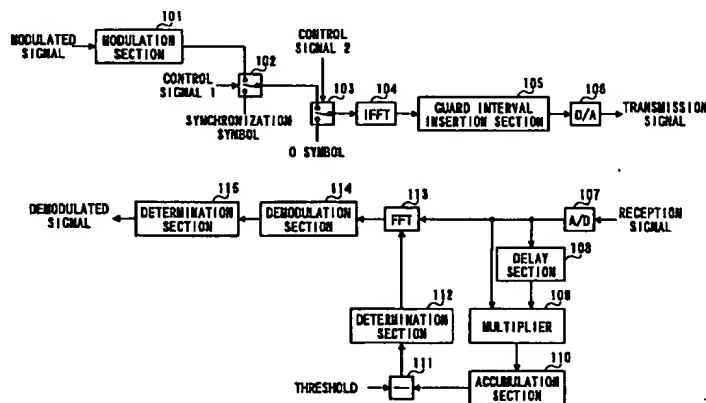 101
MODULATED
SIGNAL
MODULATION
SECTION
CONTROL
SIGNAL 2
102
CONTROL
SIGNAL 1
SYNCHRONIZATION
SYMBOL
103
0 SYMBOL
104
IFFT
105
GUARD INTERVAL
INSERTION SECTION
106
D/A
TRANSMISSION
SIGNAL
115
DEMODULATED
SIGNAL
DETERMINATION
SECTION
114
DEMODULATION
SECTION
113
FFT
107
A/D
RECEPTION
SIGNAL
108
DELAY
SECTION
112
DETERMINATION
SECTION
109
MULTIPLIER
111
THRESHOLD
—
110
ACCUMULATION
SECTION